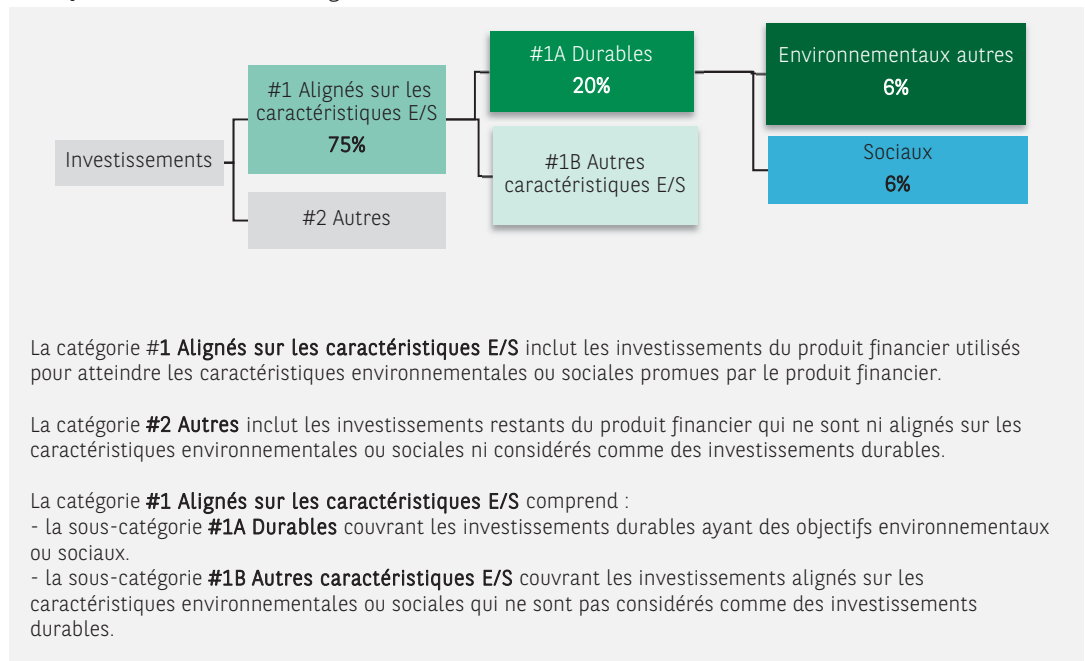 #1A Durables
20%
Environnementaux autres
6%
#1 Alignés sur les
caractéristiques E/S
75%
Investissements
#1B Autres
caractéristiques E/S
Sociaux
6%
#2 Autres
La catégorie #1 Alignés sur les caractéristiques E/S inclut les investissements du produit financier utilisés
pour atteindre les caractéristiques environnementales ou sociales promues par le produit financier.
La catégorie #2 Autres inclut les investissements restants du produit financier qui ne sont ni alignés sur les
caractéristiques environnementales ou sociales ni considérés comme des investissements durables.
La catégorie #1 Alignés sur les caractéristiques E/S comprend :
- la sous-catégorie #1A Durables couvrant les investissements durables ayant des objectifs environnementaux
ou sociaux.
- la sous-catégorie #1B Autres caractéristiques E/S couvrant les investissements alignés sur les
caractéristiques environnementales ou sociales qui ne sont pas considérés comme des investissements
durables.